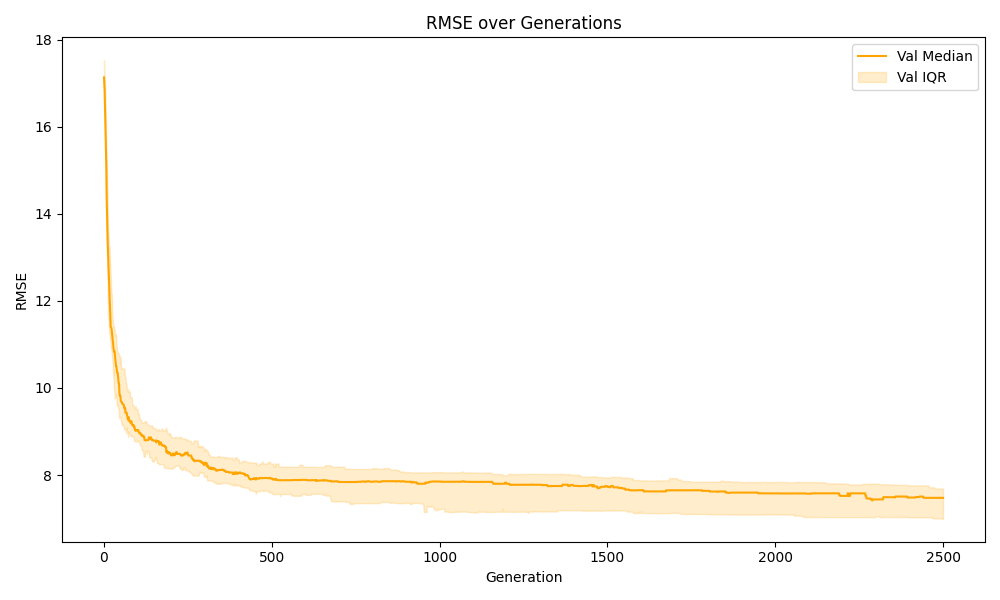 RMSE over Generations
Val Median
Val IQR
18
16
14
12
10
8
RMSE
0
500
1000
1500
2000
2500
Generation